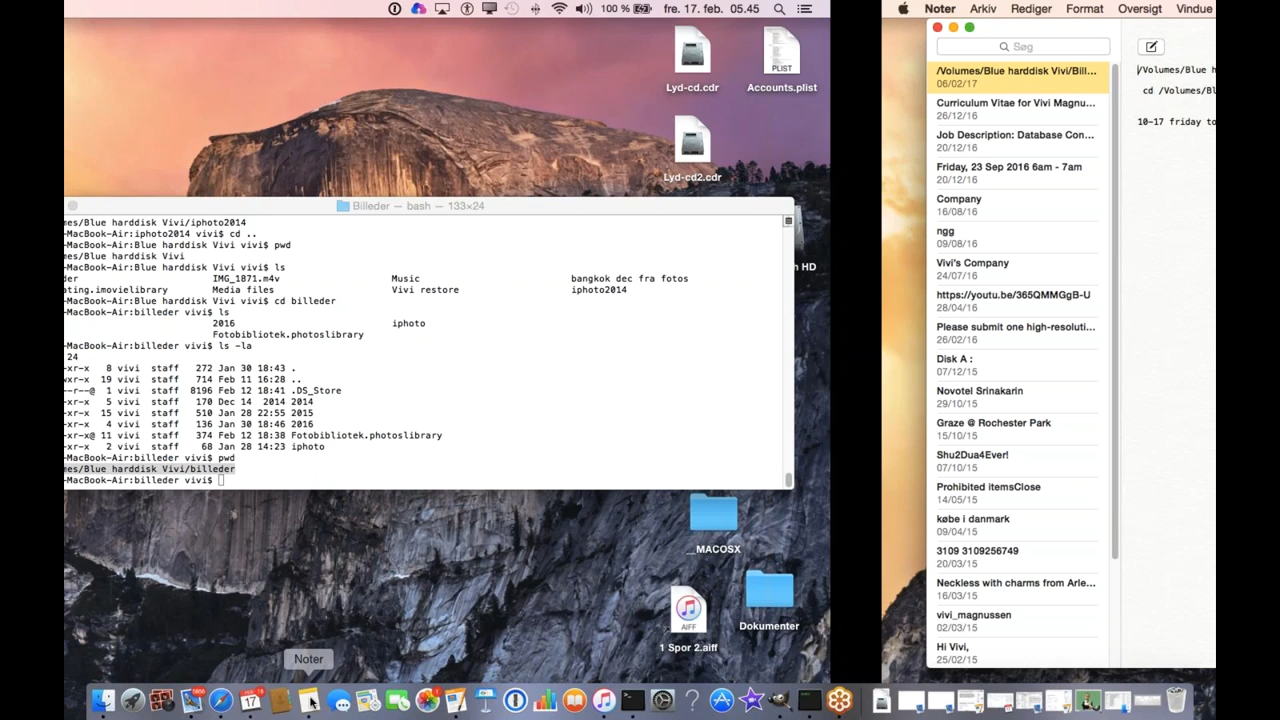 100 % fre. 17. feb. 05.45
Noter Arkiv Rediger Format Oversigt Vindue
Lyd-cd.cdr
PLIST
Accounts.plist
Lyd-cd2.cdr
n HD
Billeder — bash — 133×24
mes/Blue harddisk Vivi/iphoto2014
-MacBook-Air:iphoto2014 vivi$ cd ..
-MacBook-Air:Blue harddisk Vivi vivi$ pwd
mes/Blue harddisk Vivi
-MacBook-Air:Blue harddisk Vivi vivi$ ls
der IMG_1871.m4v Music bangkok dec fra fotos
ating.imovielibrary Media files Vivi restore iphoto2014
-MacBook-Air:Blue harddisk Vivi vivi$ cd billeder
-MacBook-Air:billeder vivi$ ls
2016 iphoto
Fotobibliotek.photoslibrary
-MacBook-Air:billeder vivi$ ls -la
24
-xr-x 8 vivi staff 272 Jan 30 18:43 .
wxr-x 19 vivi staff 714 Feb 11 16:28 ..
--r--@ 1 vivi staff 8196 Feb 12 18:41 .DS_Store
-xr-x 5 vivi staff 170 Dec 14 2014 2014
-xr-x 15 vivi staff 510 Jan 28 22:55 2015
-xr-x 4 vivi staff 136 Jan 30 18:46 2016
-xr-x@ 11 vivi staff 374 Feb 12 18:38 Fotobibliotek.photoslibrary
-xr-x 2 vivi staff 68 Jan 28 14:23 iphoto
-MacBook-Air:billeder vivi$ pwd
mes/Blue harddisk Vivi/billeder
-MacBook-Air:billeder vivi$
__MACOSX
AIFF
1 Spor 2.aiff
Dokumenter
Noter
17
Søg
/Volumes/Blue harddisk Vivi/Bill...
06/02/17
Curriculum Vitae for Vivi Magnu...
26/12/16
Job Description: Database Con...
20/12/16
Friday, 23 Sep 2016 6am - 7am
20/12/16
Company
16/08/16
ngg
09/08/16
Vivi's Company
24/07/16
https://youtu.be/365QMMGgB-U
28/04/16
Please submit one high-resoluti...
26/02/16
Disk A :
07/12/15
Novotel Srinakarin
29/10/15
Graze @ Rochester Park
15/10/15
Shu2Dua4Ever!
07/10/15
Prohibited itemsClose
14/05/15
købe i danmark
09/04/15
3109 3109256749
20/03/15
Neckless with charms from Arle...
16/03/15
vivi_magnussen
02/03/15
Hi Vivi,
25/02/15
/Volumes/Blue h
cd /Volumes/Bl
10-17 friday to